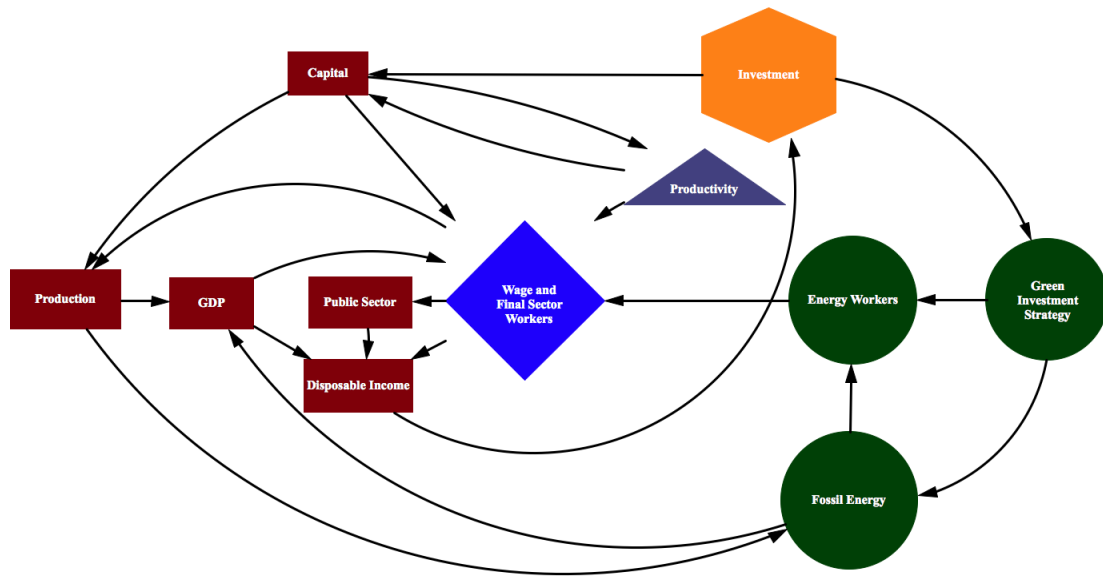 Capital
Investment
Productivity
Production
GDP
Public Sector
Wage and
Final Sector
Workers
Energy Workers
Green
Investment
Strategy
Disposable Income
Fossil Energy